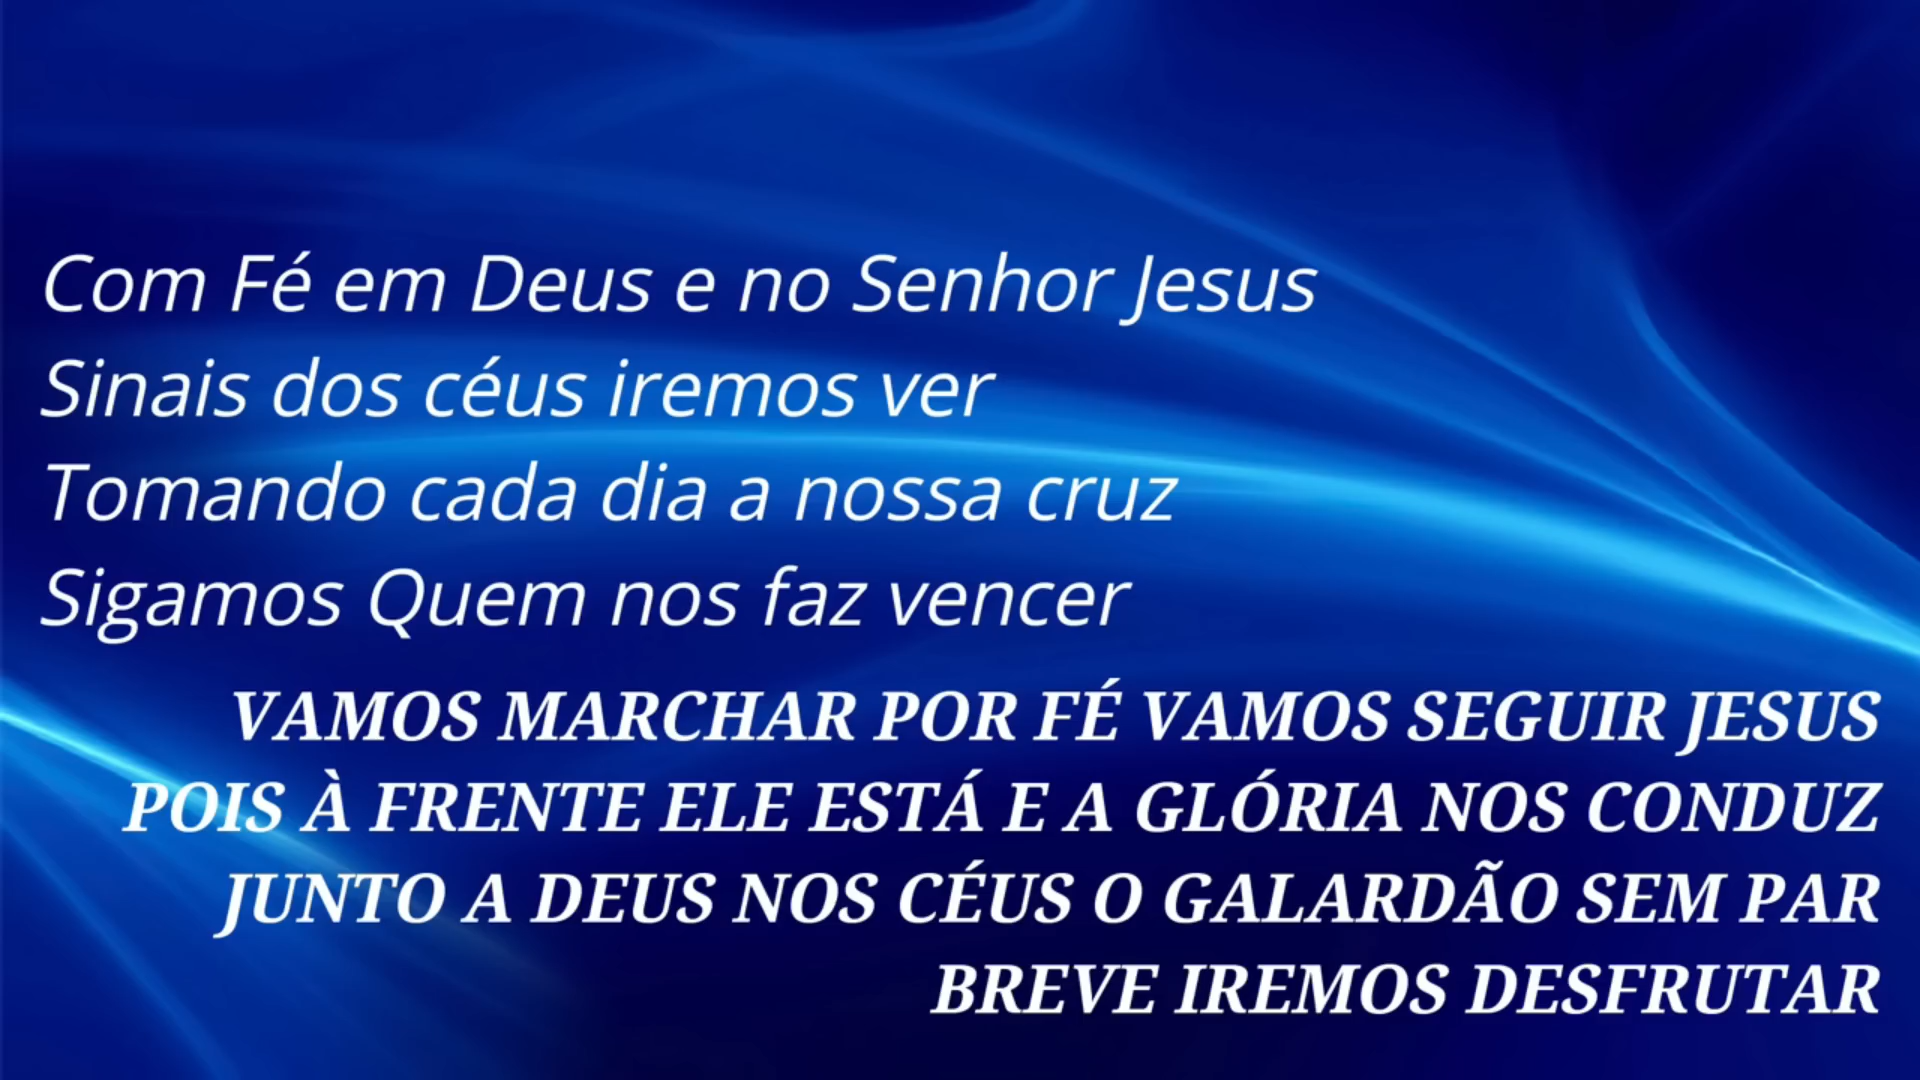 Com Fé em Deus e no Senhor Jesus
Sinais dos céus iremos ver
Tomando cada dia a nossa cruz
Sigamos Quem nos faz vencer
VAMOS MARCHAR POR FÉ VAMOS SEGUIR JESUS
POIS À FRENTE ELE ESTÁ E A GLÓRIA NOS CONDUZ
JUNTO A DEUS NOS CÉUS O GALARDÃO SEM PAR
BREVE IREMOS DESFRUTAR